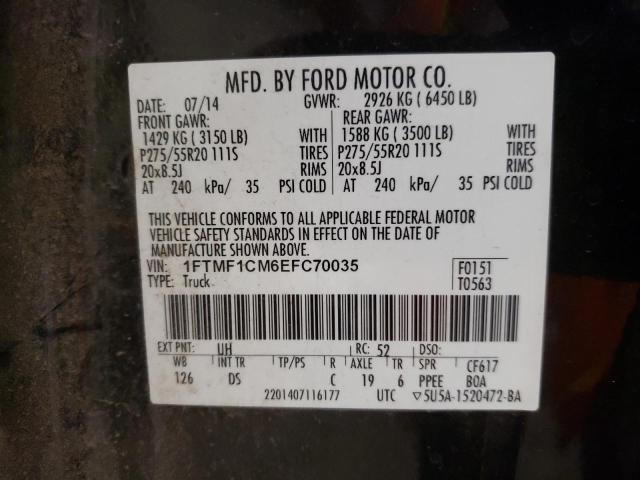 MFD. BY FORD MOTOR CO.
DATE: 07/14 GVWR: 2926 KG ( 6450 LB)
FRONT GAWR: REAR GAWR:
1429 KG ( 3150 LB) WITH 1588 KG ( 3500 LB) WITH
P275/55R20 111S TIRES P275/55R20 111S TIRES
20x8.5J RIMS 20x8.5J RIMS
AT 240 kPa/ 35 PSI COLD AT 240 kPa/ 35 PSI COLD
THIS VEHICLE CONFORMS TO ALL APPLICABLE FEDERAL MOTOR
VEHICLE SAFETY STANDARDS IN EFFECT ON THE DATE OF
MANUFACTURE SHOWN ABOVE.
VIN: 1FTMF1CM6EFC70035 F0151
TYPE: Truck T0563
EXT PNT: UH RC: 52 DSO:
WB INT TR TP/PS R AXLE TR SPR CF617
126 DS C 19 6 PPEE BOA
2201407116177 UTC ▽5U5A-1520472-BA